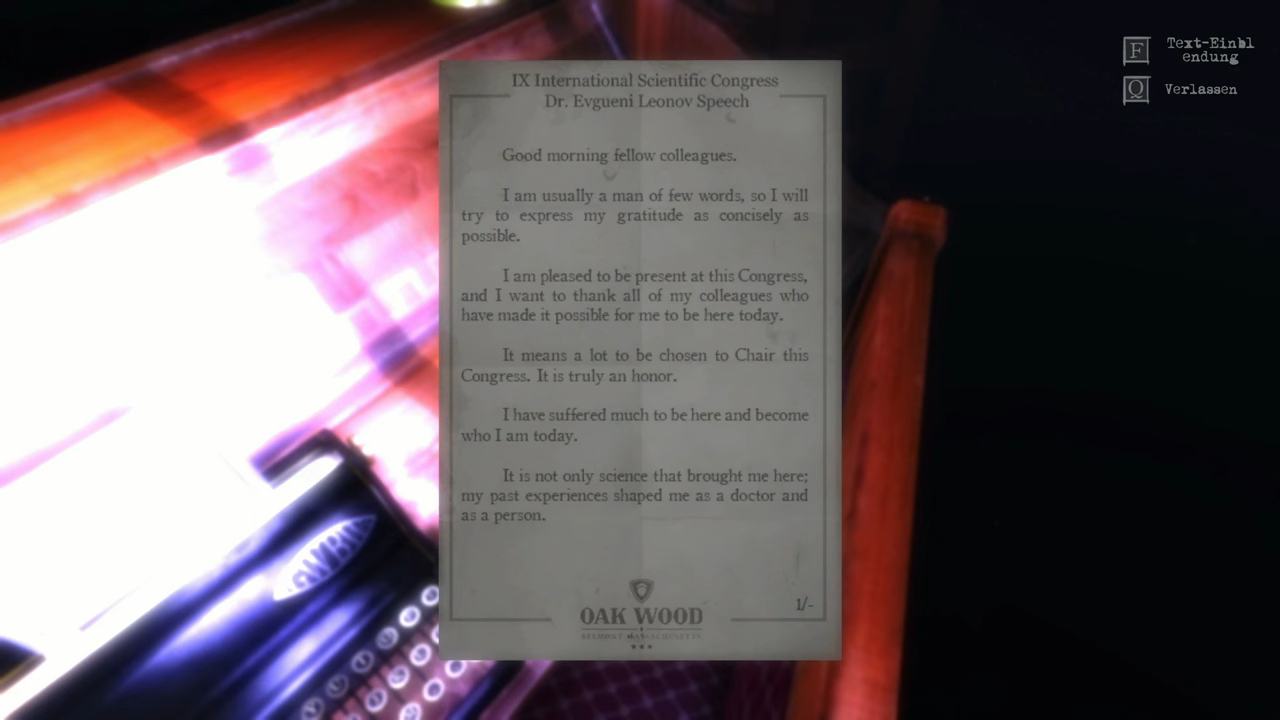 F Text-Einbl
endung
Q Verlassen
IX International Scientific Congress
Dr. Evgueni Leonov Speech
Good morning fellow colleagues.
I am usually a man of few words, so I will
try to express my gratitude as concisely as
possible.
I am pleased to be present at this Congress,
and I want to thank all of my colleagues who
have made it possible for me to be here today.
It means a lot to be chosen to Chair this
Congress. It is truly an honor.
I have suffered much to be here and become
who I am today.
It is not only science that brought me here;
my past experiences shaped me as a doctor and
as a person.
1/-
OAK WOOD
BELMONT MASSACHUSETTS